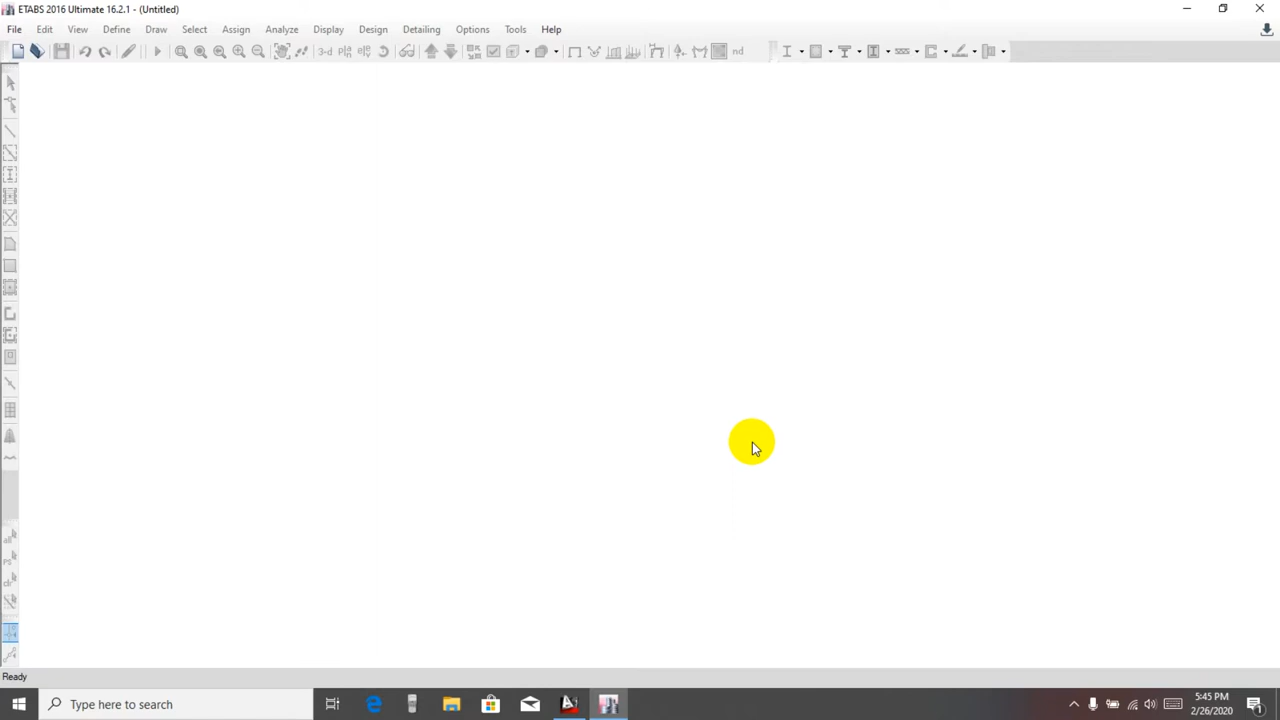 ETABS 2016 Ultimate 16.2.1 - (Untitled)
File Edit View Define Draw Select Assign Analyze Display Design Detailing Options Tools Help
3-d nd
Ready
Type here to search
5:45 PM
2/26/2020